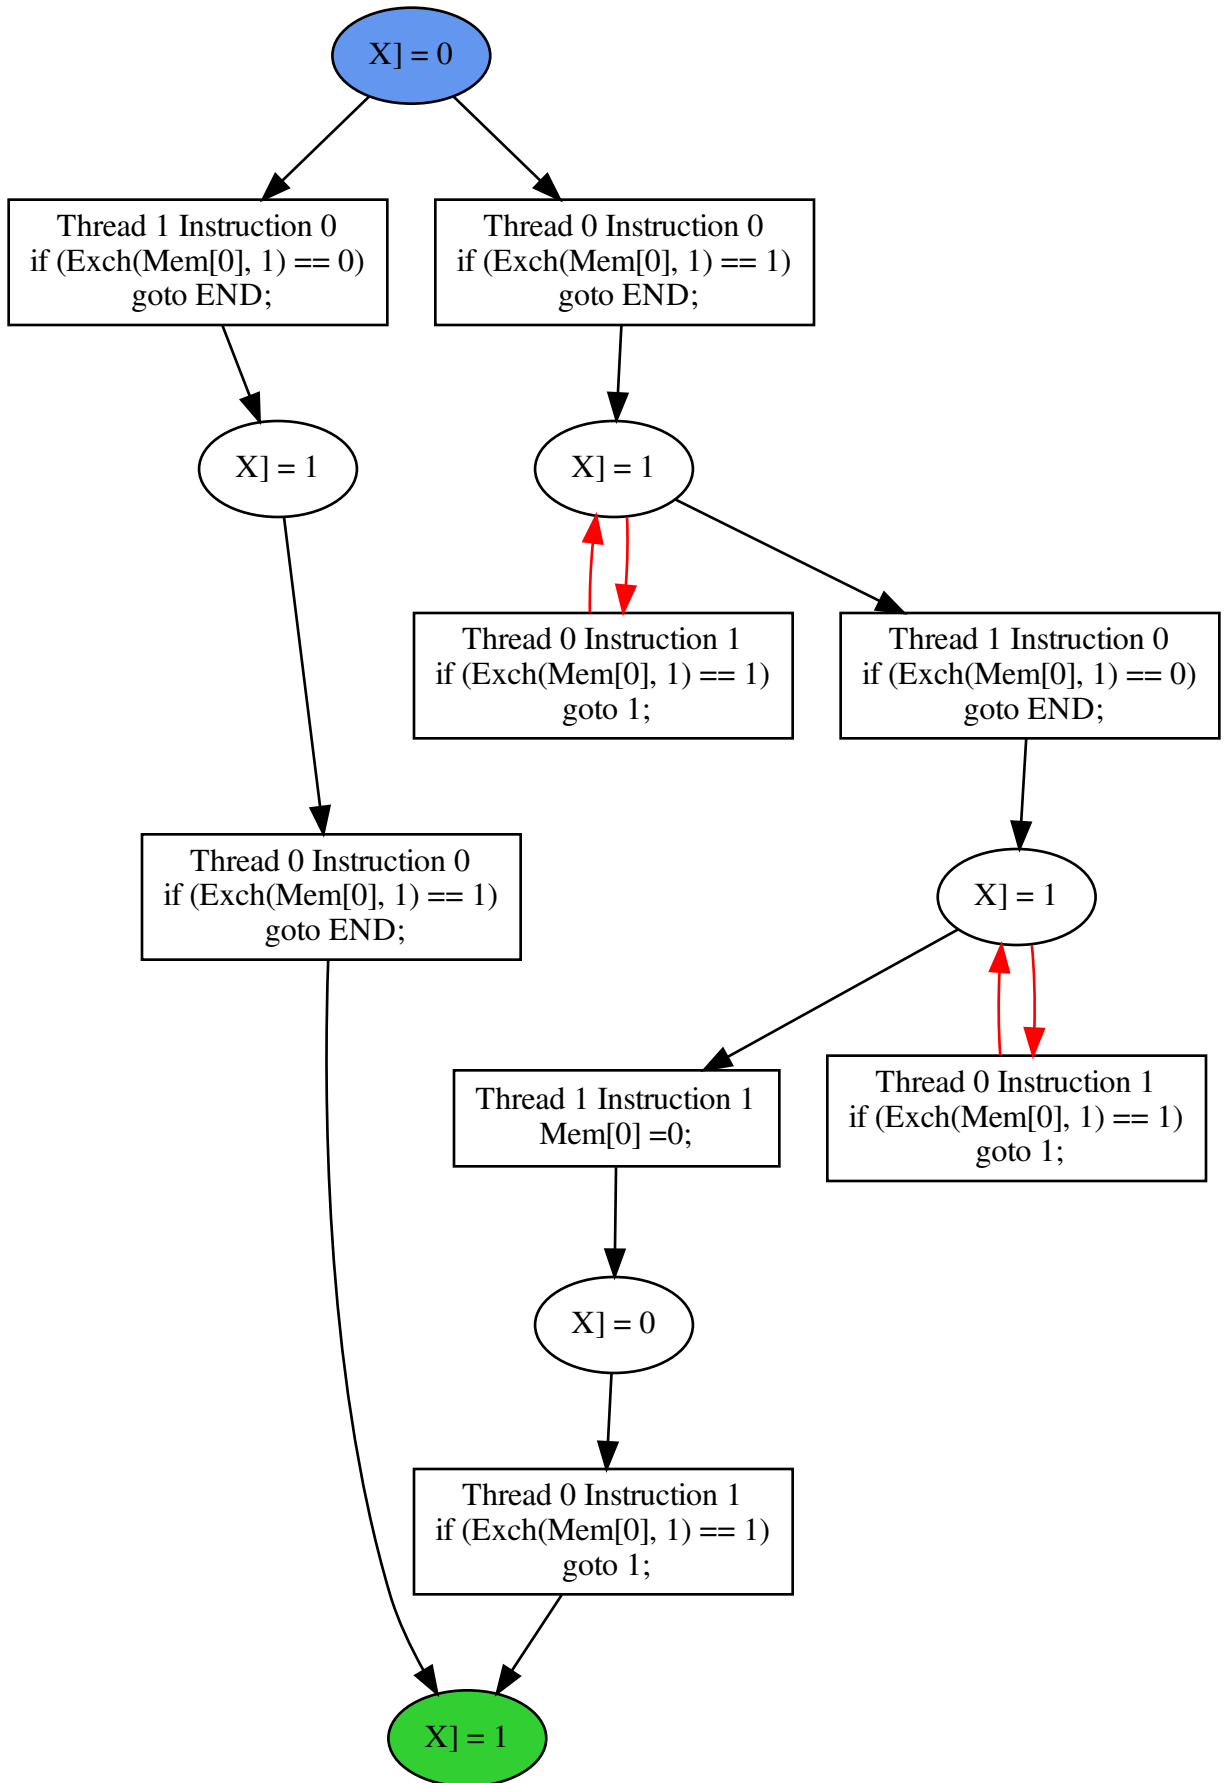 X] = 0
Thread 1 Instruction 0
if (Exch(Mem[0], 1) == 0)
goto END;
Thread 0 Instruction 0
if (Exch(Mem[0], 1) == 1)
goto END;
X] = 1
X] = 1
Thread 0 Instruction 1
if (Exch(Mem[0], 1) == 1)
goto 1;
Thread 1 Instruction 0
if (Exch(Mem[0], 1) == 0)
goto END;
Thread 0 Instruction 0
if (Exch(Mem[0], 1) == 1)
goto END;
X] = 1
Thread 1 Instruction 1
Mem[0] =0;
Thread 0 Instruction 1
if (Exch(Mem[0], 1) == 1)
goto 1;
X] = 0
Thread 0 Instruction 1
if (Exch(Mem[0], 1) == 1)
goto 1;
X] = 1